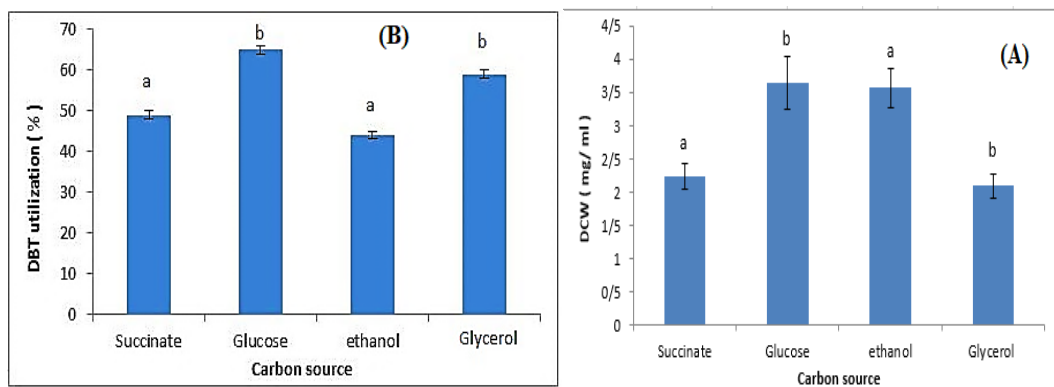 (B)
DBT utilization ( % )
70
60
50
40
30
20
10
0
a
b
a
b
Succinate Glucose ethanol Glycerol
Carbon source
(A)
DCW ( mg/ ml )
4/5
4
3/5
3
2/5
2
1/5
1
0/5
0
a
b
a
b
Succinate Glucose ethanol Glycerol
Carbon source